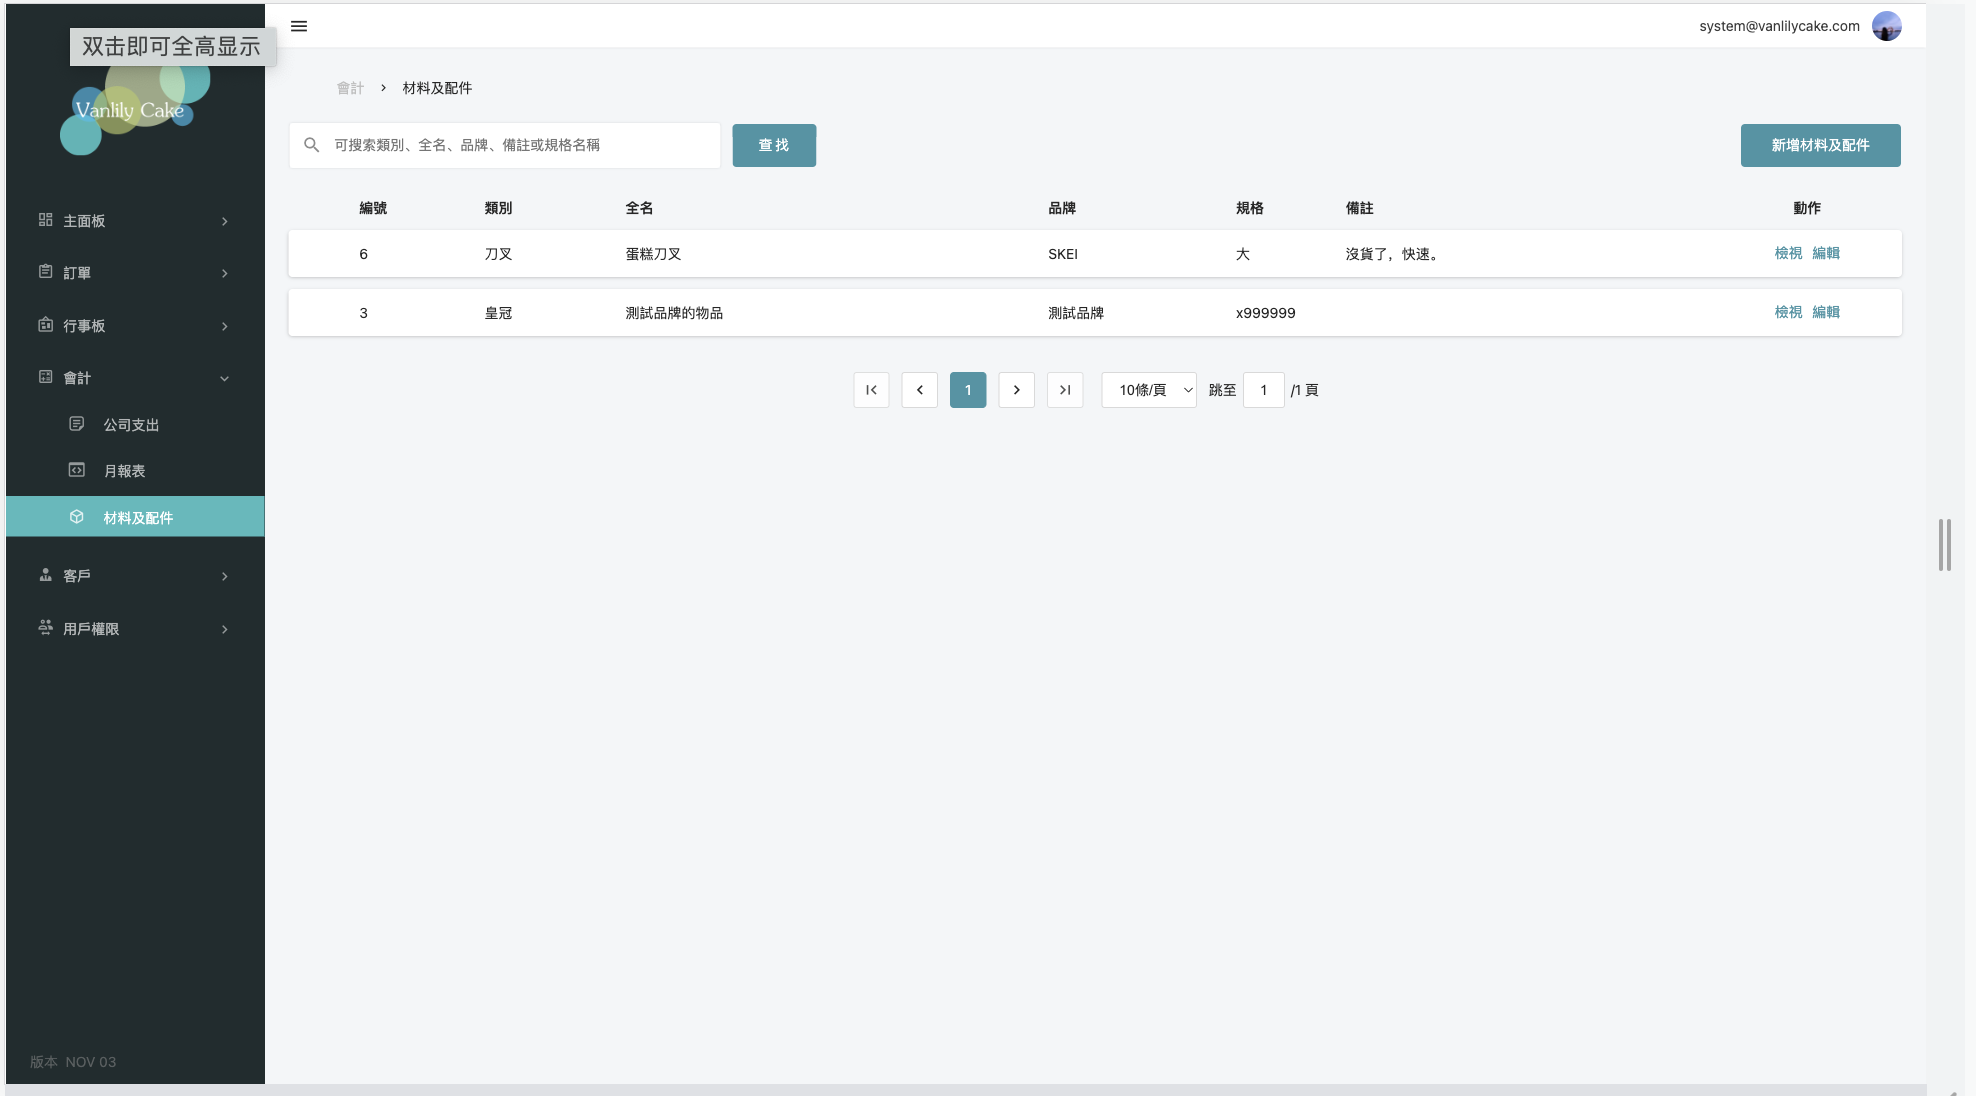 双击即可全高显示
Vanlily Cake
system@vanlilycake.com
會計 > 材料及配件
可搜索類別、全名、品牌、備註或規格名稱
查找
新增材料及配件
主面板
訂單
行事板
會計
公司支出
月報表
材料及配件
客戶
用戶權限
版本 NOV 03
編號 類別 全名 品牌 規格 備註 動作
6 刀叉 蛋糕刀叉 SKEI 大 沒貨了，快速。 檢視 編輯
3 皇冠 測試品牌的物品 測試品牌 x999999 檢視 編輯
1 10條/頁 跳至 1 /1 頁